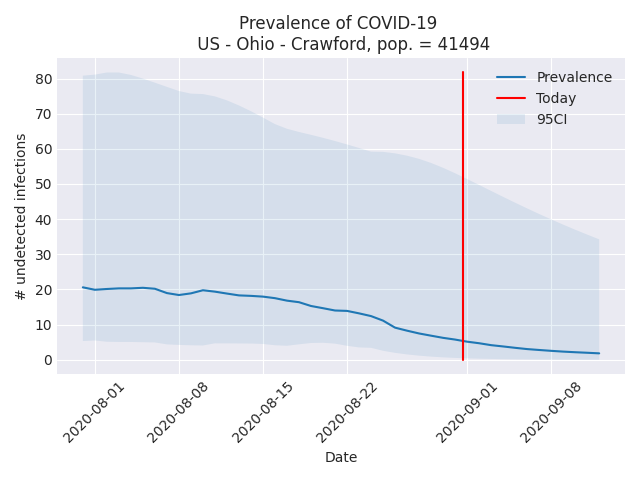 Prevalence of COVID-19
US - Ohio - Crawford, pop. = 41494
Prevalence
Today
95CI
# undetected infections
80
70
60
50
40
30
20
10
0
2020-08-01
2020-08-08
2020-08-15
2020-08-22
2020-09-01
2020-09-08
Date